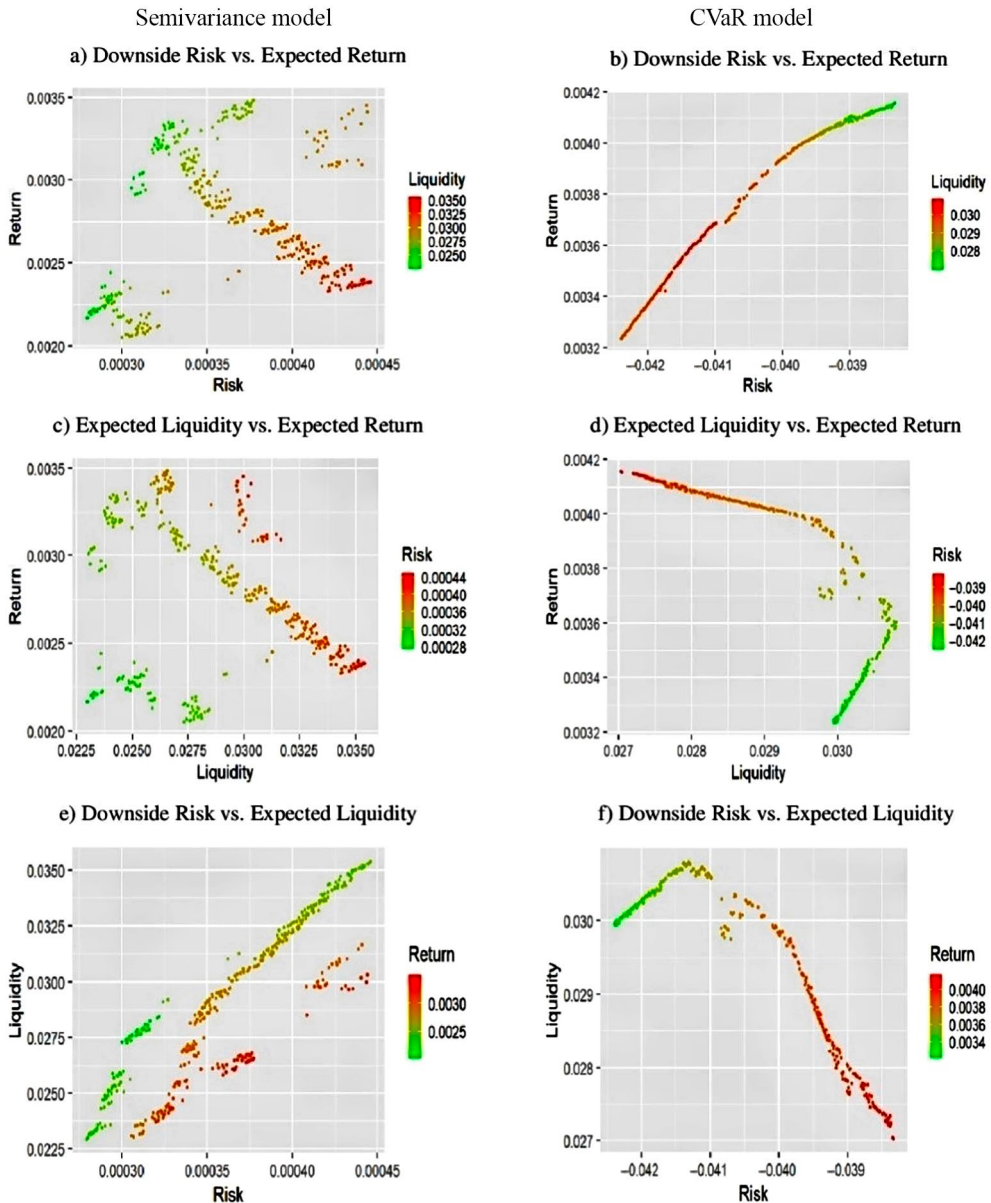 Semivariance model
CVaR model
a) Downside Risk vs. Expected Return
0.0035
0.0030
0.0025
0.0020
Return
0.00030 0.00035 0.00040 0.00045
Risk
Liquidity
0.0350
0.0325
0.0300
0.0275
0.0250
b) Downside Risk vs. Expected Return
0.0042
0.0040
0.0038
0.0036
0.0034
0.0032
Return
−0.042 −0.041 −0.040 −0.039
Risk
Liquidity
0.030
0.029
0.028
c) Expected Liquidity vs. Expected Return
0.0035
0.0030
0.0025
0.0020
Return
0.0225 0.0250 0.0275 0.0300 0.0325 0.0350
Liquidity
Risk
0.00044
0.00040
0.00036
0.00032
0.00028
d) Expected Liquidity vs. Expected Return
0.0042
0.0040
0.0038
0.0036
0.0034
0.0032
Return
0.027 0.028 0.029 0.030
Liquidity
Risk
−0.039
−0.040
−0.041
−0.042
e) Downside Risk vs. Expected Liquidity
0.0350
0.0325
0.0300
0.0275
0.0250
0.0225
Liquidity
0.00030 0.00035 0.00040 0.00045
Risk
Return
0.0030
0.0025
f) Downside Risk vs. Expected Liquidity
0.030
0.029
0.028
0.027
Liquidity
−0.042 −0.041 −0.040 −0.039
Risk
Return
0.0040
0.0038
0.0036
0.0034